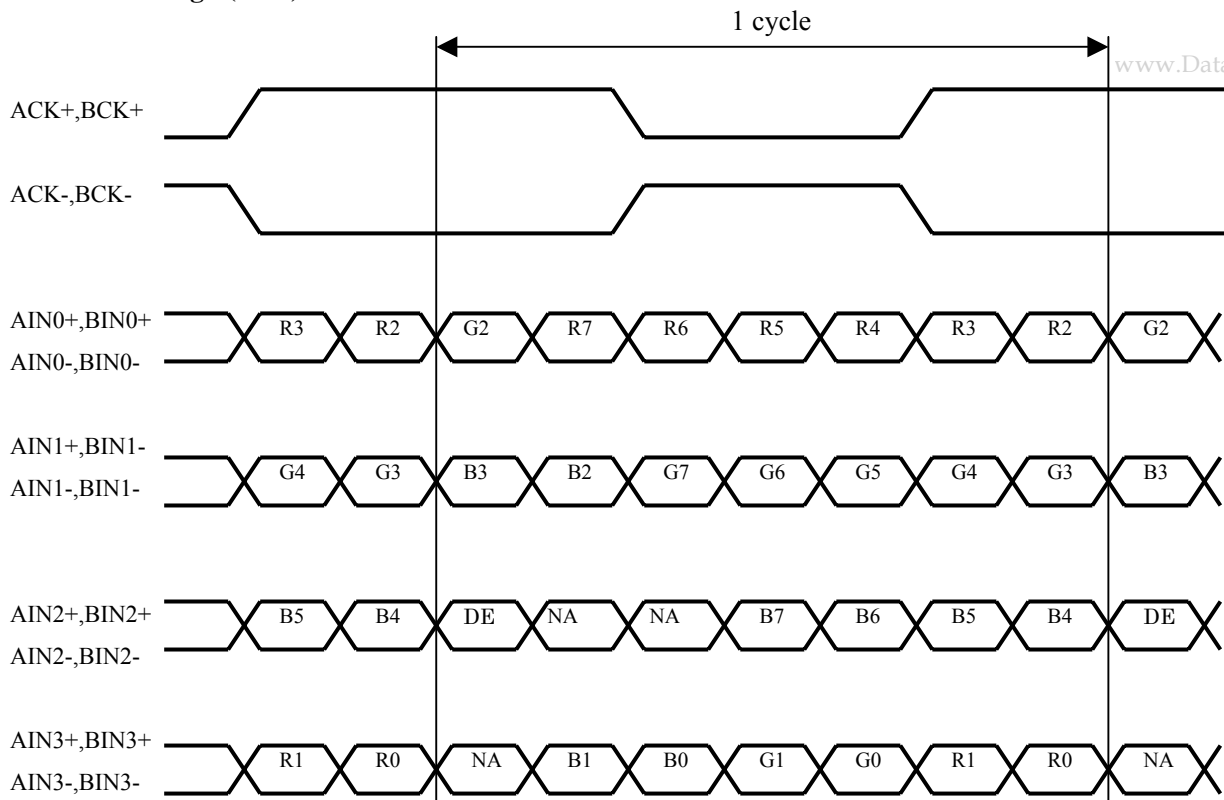 1 cycle
www.Data
ACK+,BCK+
ACK-,BCK-
AIN0+,BIN0+
R3 R2 G2 R7 R6 R5 R4 R3 R2 G2
AIN0-,BIN0-
AIN1+,BIN1-
G4 G3 B3 B2 G7 G6 G5 G4 G3 B3
AIN1-,BIN1-
AIN2+,BIN2+
B5 B4 DE NA NA B7 B6 B5 B4 DE
AIN2-,BIN2-
AIN3+,BIN3+
R1 R0 NA B1 B0 G1 G0 R1 R0 NA
AIN3-,BIN3-